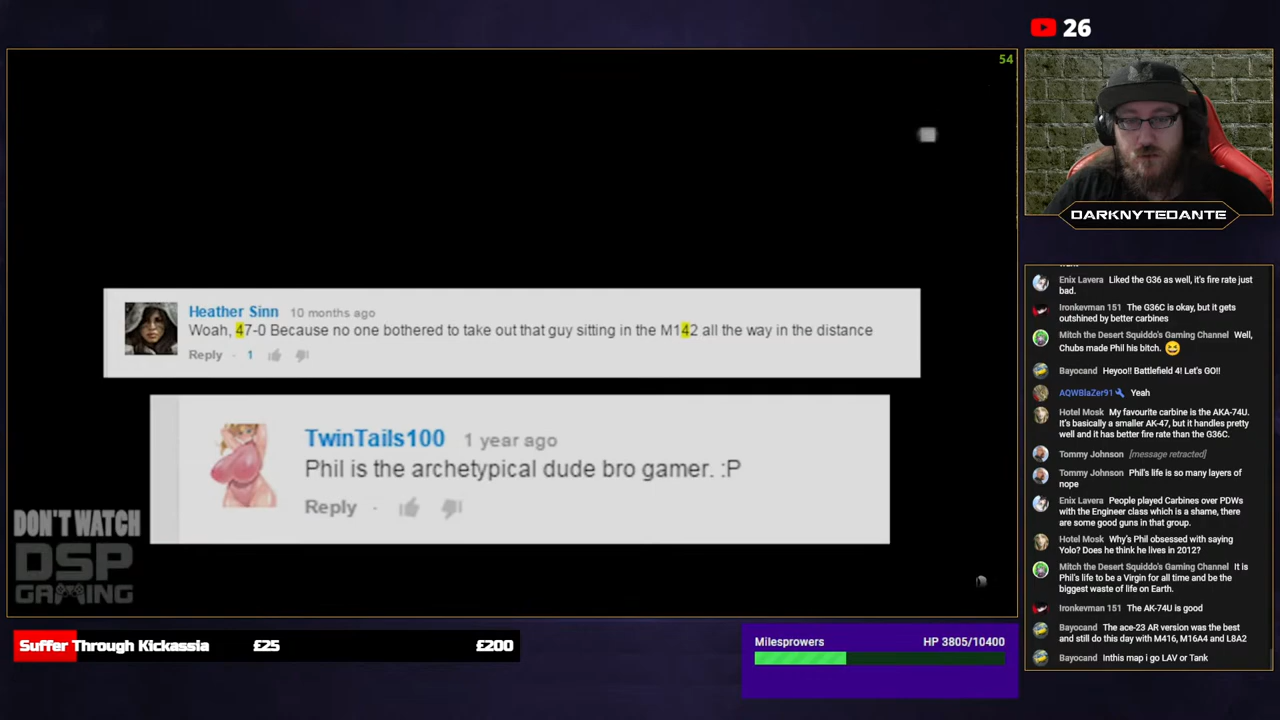 26
54
Heather Sinn 10 months ago
Woah, 47-0 Because no one bothered to take out that guy sitting in the M142 all the way in the distance
Reply · 1
TwinTails100 1 year ago
Phil is the archetypical dude bro gamer. :P
Reply ·
DON'T WATCH
DSP
GAMING
Suffer Through Kickassia £25 £200
Milesprowers HP 3805/10400
DARKNYTEDANTE
Enix Lavera Liked the G36 as well, it's fire rate just
bad.
Ironkevman 151 The G36C is okay, but it gets
outshined by better carbines
Mitch the Desert Squiddo's Gaming Channel Well,
Chubs made Phil his bitch. 😆
Bayocand Heyoo!! Battlefield 4! Let's GO!!
AQWBlaZer91 Yeah
Hotel Mosk My favourite carbine is the AKA-74U.
It's basically a smaller AK-47, but it handles pretty
well and it has better fire rate than the G36C.
Tommy Johnson [message retracted]
Tommy Johnson Phil's life is so many layers of
nope
Enix Lavera People played Carbines over PDWs
with the Engineer class which is a shame, there
are some good guns in that group.
Hotel Mosk Why's Phil obsessed with saying
Yolo? Does he think he lives in 2012?
Mitch the Desert Squiddo's Gaming Channel It is
Phil's life to be a Virgin for all time and be the
biggest waste of life on Earth.
Ironkevman 151 The AK-74U is good
Bayocand The ace-23 AR version was the best
and still do this day with M416, M16A4 and L8A2
Bayocand Inthis map i go LAV or Tank